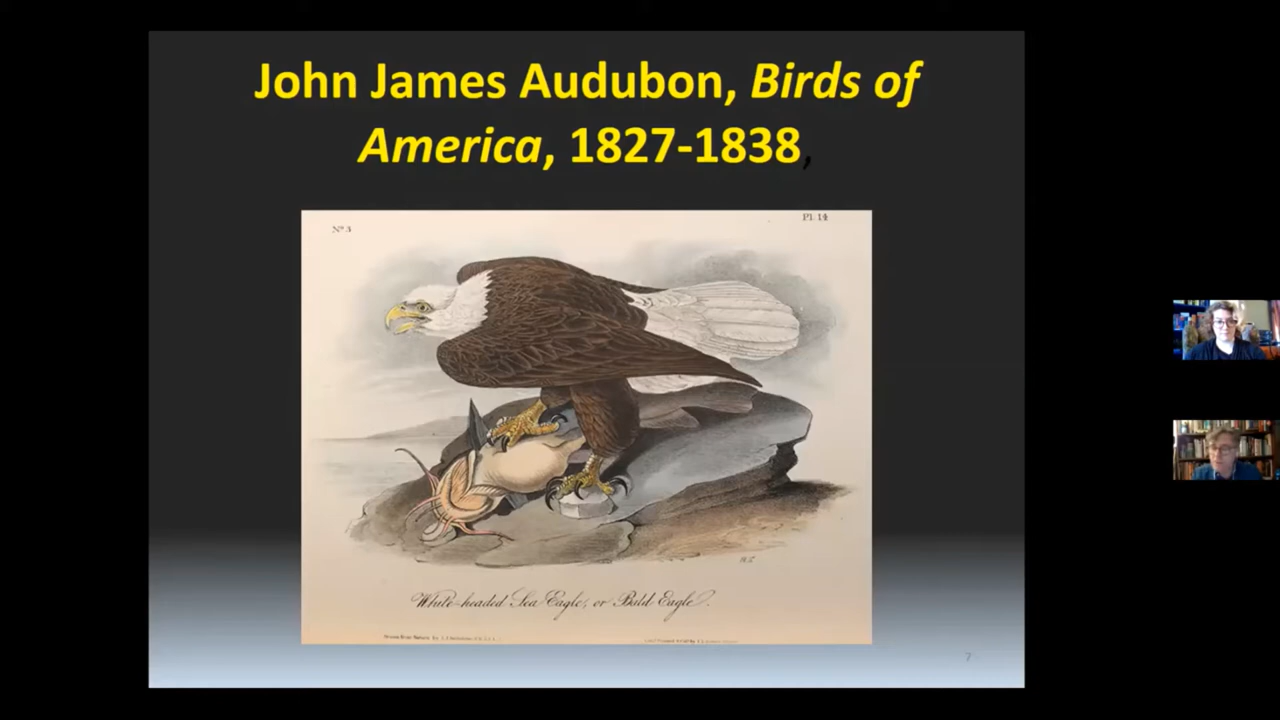 John James Audubon, Birds of
America, 1827-1838,
Nº 3
Pl. 14
White-headed Sea Eagle, or Bald Eagle.
7